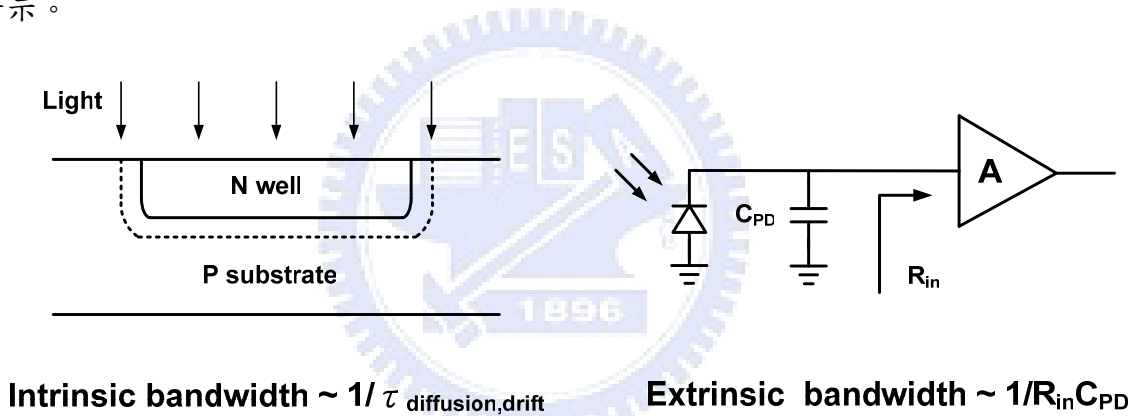 示。
Light
N well
P substrate
E S
1896
C_PD
R_in
A
Intrinsic bandwidth ~ 1/ τ diffusion,drift
Extrinsic bandwidth ~ 1/R_inC_PD